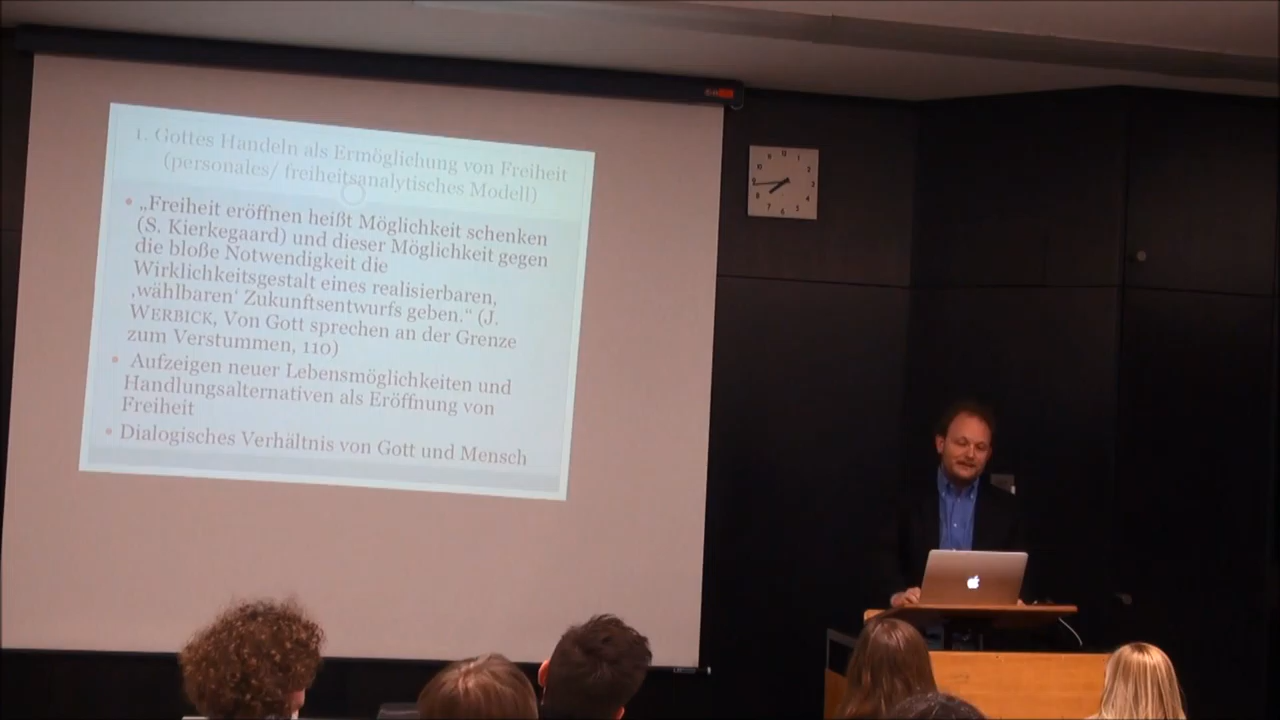 1. Gottes Handeln als Ermöglichung von Freiheit
(personales/ freiheitsanalytisches Modell)
• „Freiheit eröffnen heißt Möglichkeit schenken
(S. Kierkegaard) und dieser Möglichkeit gegen
die bloße Notwendigkeit die
Wirklichkeitsgestalt eines realisierbaren,
‚wählbaren‘ Zukunftsentwurfs geben.“ (J.
WERBICK, Von Gott sprechen an der Grenze
zum Verstummen, 110)
• Aufzeigen neuer Lebensmöglichkeiten und
Handlungsalternativen als Eröffnung von
Freiheit
• Dialogisches Verhältnis von Gott und Mensch